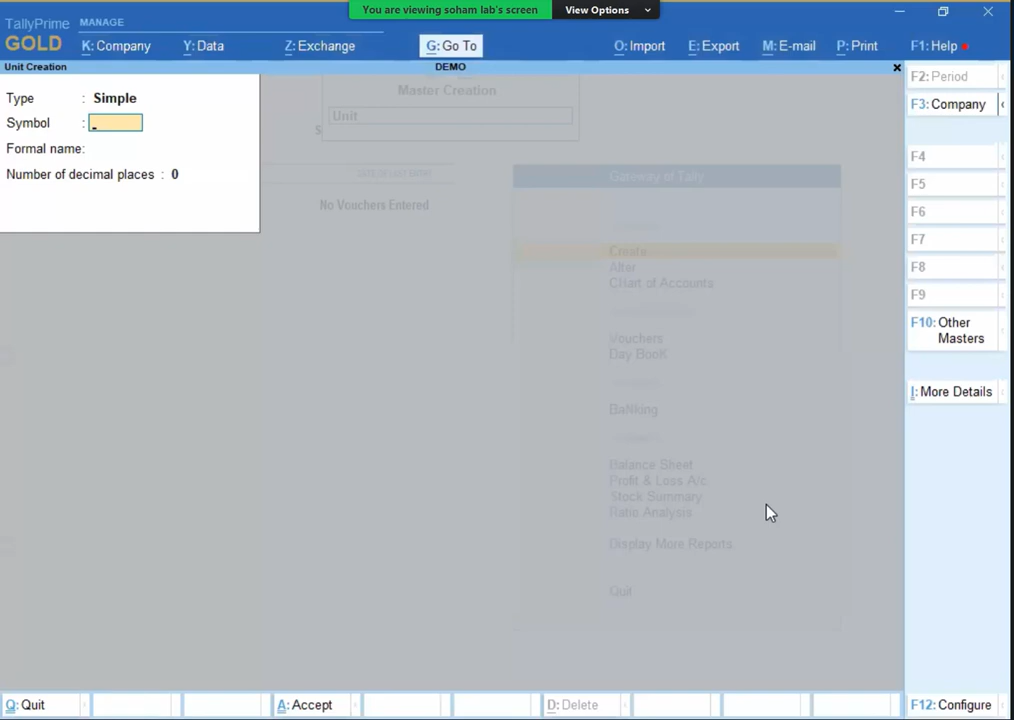 You are viewing soham lab's screen
View Options
TallyPrime
MANAGE
GOLD
K: Company
Y: Data
Z: Exchange
G: Go To
O: Import
E: Export
M: E-mail
P: Print
F1: Help
Unit Creation
DEMO
F2: Period
F3: Company
Type : Simple
Symbol :
Formal name:
Number of decimal places : 0
Master Creation
Unit
Gateway of Tally
No Vouchers Entered
Create
Alter
Chart of Accounts
Vouchers
Day BooK
BaNking
Balance Sheet
Profit & Loss A/c
Stock Summary
Ratio Analysis
Display More Reports
Quit
F4
F5
F6
F7
F8
F9
F10: Other
Masters
I: More Details
Q: Quit
A: Accept
D: Delete
F12: Configure